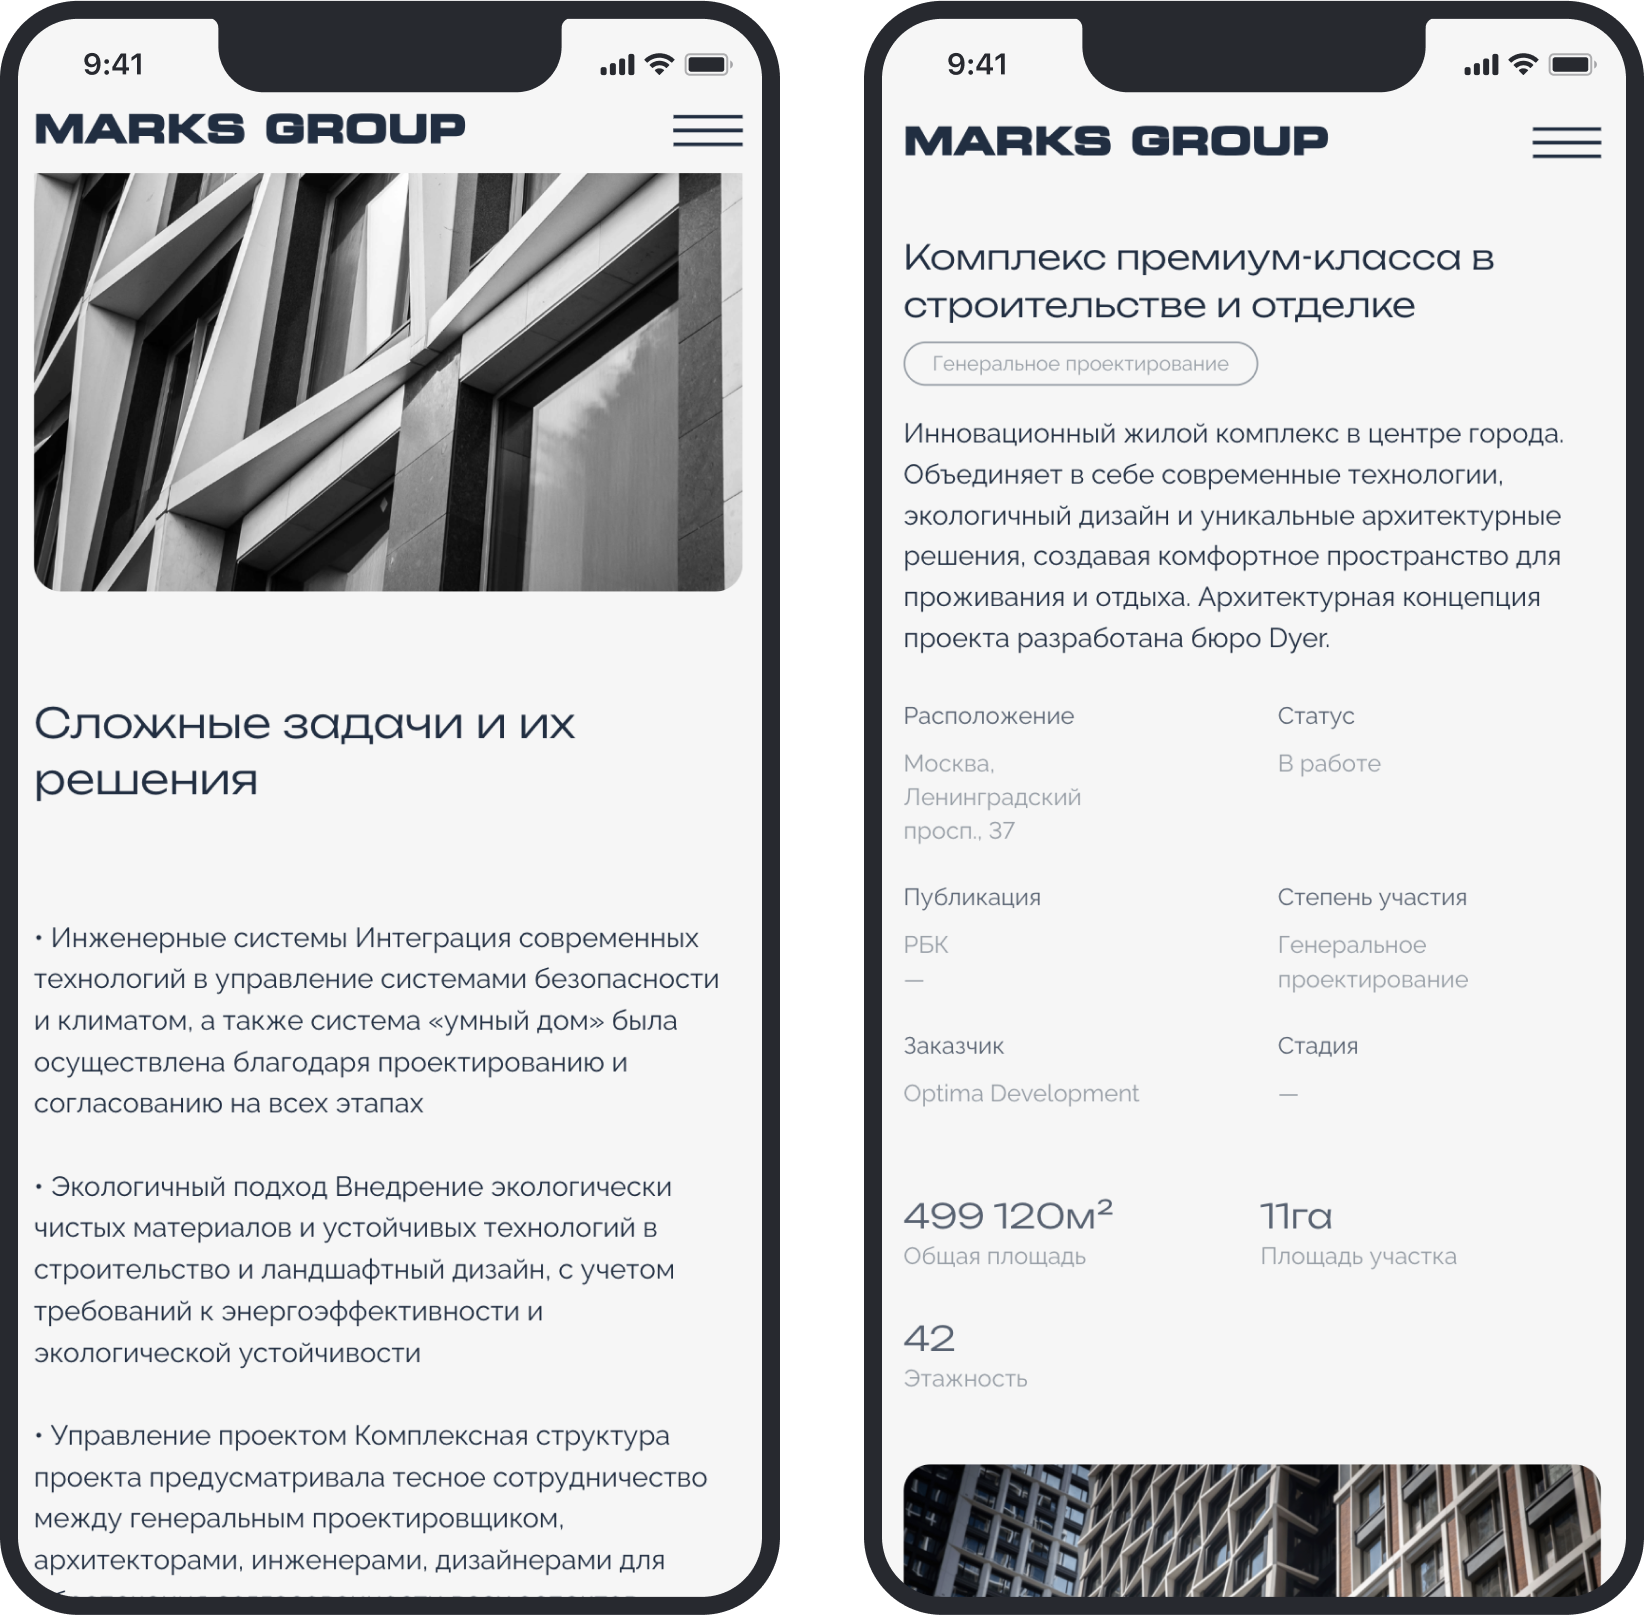 9:41
MARKS GROUP
Сложные задачи и их
решения
• Инженерные системы Интеграция современных
технологий в управление системами безопасности
и климатом, а также система «умный дом» была
осуществлена благодаря проектированию и
согласованию на всех этапах
• Экологичный подход Внедрение экологически
чистых материалов и устойчивых технологий в
строительство и ландшафтный дизайн, с учетом
требований к энергоэффективности и
экологической устойчивости
• Управление проектом Комплексная структура
проекта предусматривала тесное сотрудничество
между генеральным проектировщиком,
архитекторами, инженерами, дизайнерами для
9:41
MARKS GROUP
Комплекс премиум-класса в
строительстве и отделке
Генеральное проектирование
Инновационный жилой комплекс в центре города.
Объединяет в себе современные технологии,
экологичный дизайн и уникальные архитектурные
решения, создавая комфортное пространство для
проживания и отдыха. Архитектурная концепция
проекта разработана бюро Dyer.
Расположение
Москва,
Ленинградский
просп., 37
Статус
В работе
Публикация
РБК
—
Степень участия
Генеральное
проектирование
Заказчик
Optima Development
Стадия
—
499 120м²
Общая площадь
11га
Площадь участка
42
Этажность